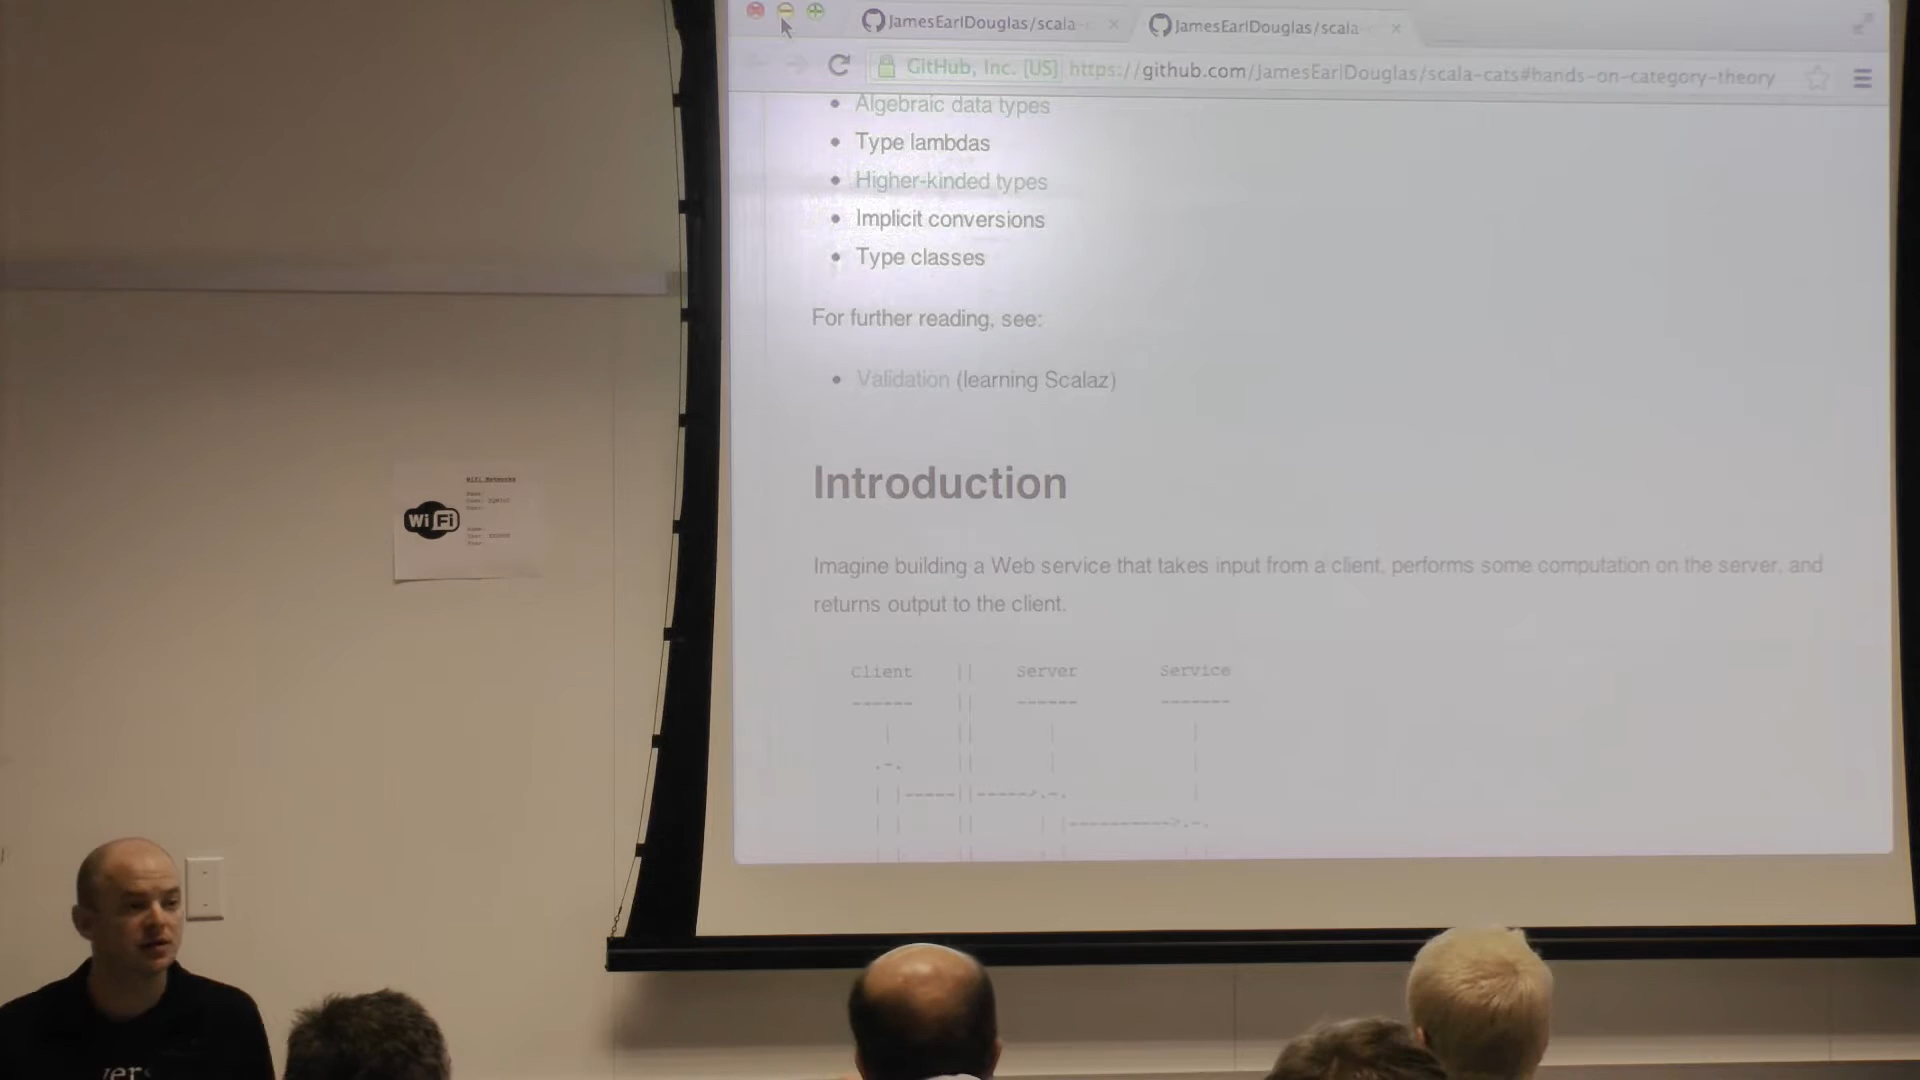 JamesEarlDouglas/scala-
JamesEarlDouglas/scala
GitHub, Inc. [US] https://github.com/JamesEarlDouglas/scala-cats#hands-on-category-theory
• Algebraic data types
• Type lambdas
• Higher-kinded types
• Implicit conversions
• Type classes
For further reading, see:
• Validation (learning Scalaz)
Introduction
Imagine building a Web service that takes input from a client, performs some computation on the server, and
returns output to the client.
Client || Server Service
WiFi Networks
WiFi